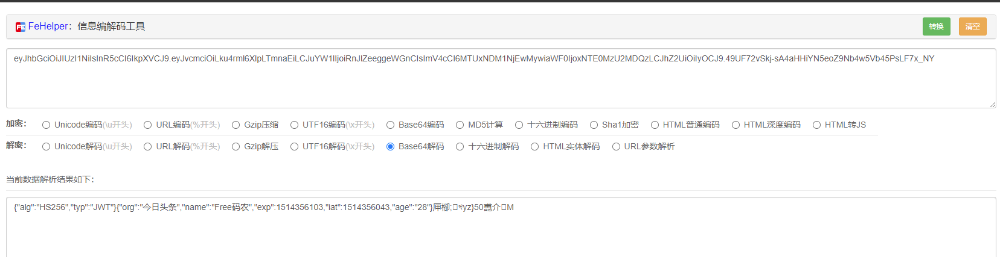 FeHelper：信息编解码工具 转换 清空
eyJhbGciOiJIUzI1NiIsInR5cCI6IkpXVCJ9.eyJvcmciOiLku4rml6XlpLTmnaEiLCJuYW1lIjoiRnJlZeeggeWGnCIsImV4cCI6MTUxNDM1NjEwMywiaWF0IjoxNTE0MzU2MDQzLCJhZ2UiOiIyOCJ9.49UF72vSkj-sA4aHHiYN5eoZ9Nb4w5Vb45PsLF7x_NY
加密： Unicode编码(\u开头) URL编码(%开头) Gzip压缩 UTF16编码(\x开头) Base64编码 MD5计算 十六进制编码 Sha1加密 HTML普通编码 HTML深度编码 HTML转JS
解密： Unicode解码(\u开头) URL解码(%开头) Gzip解压 UTF16解码(\x开头) Base64解码 十六进制解码 HTML实体解码 URL参数解析
当前数据解析结果如下：
{"alg":"HS256","typ":"JWT"}{"org":"今日头条","name":"Free码农","exp":1514356103,"iat":1514356043,"age":"28"}